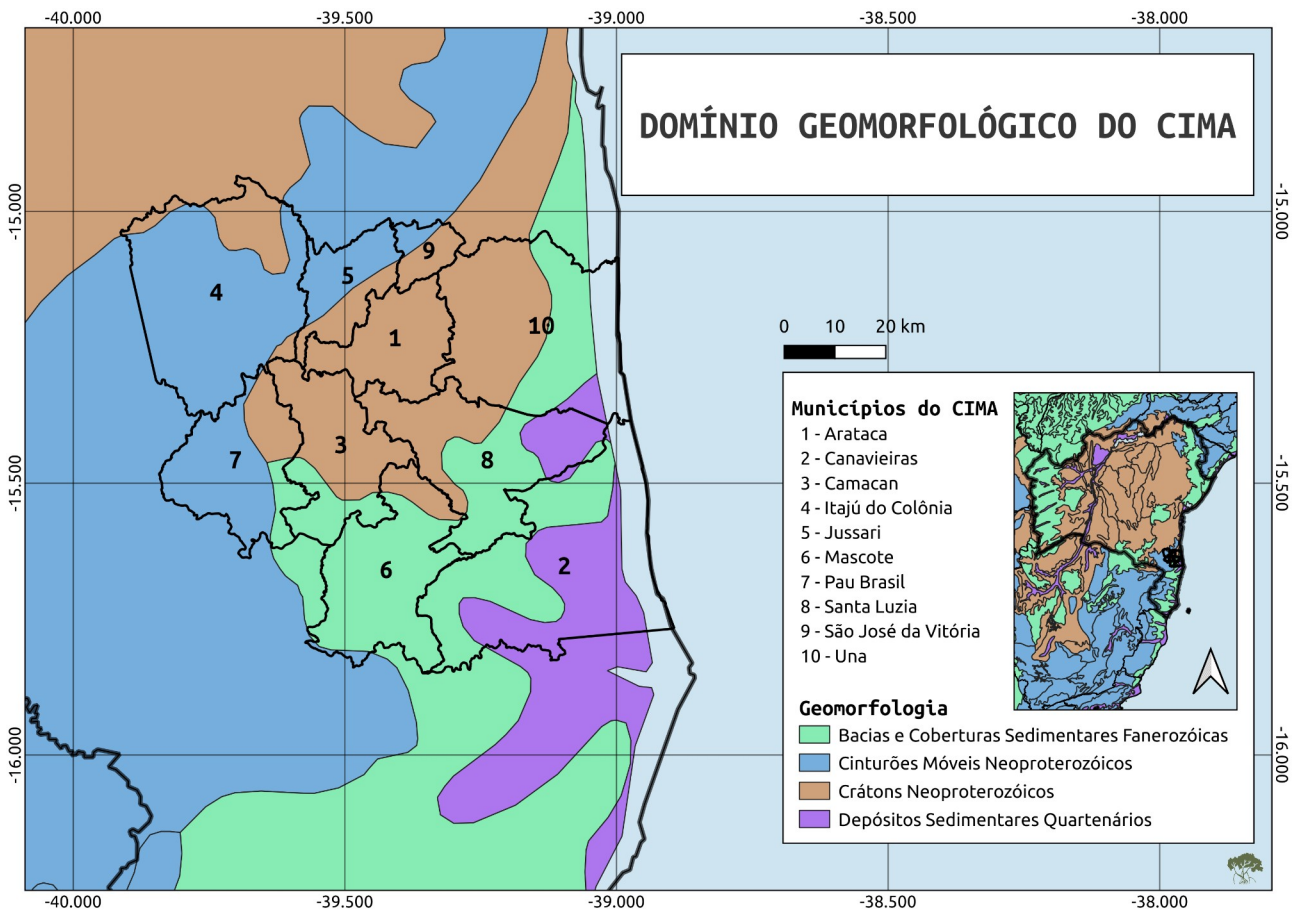 -40.000
-39.500
-39.000
-38.500
-38.000
DOMÍNIO GEOMORFOLÓGICO DO CIMA
-15.000
-15.000
9
5
4
10
1
0 10 20 km
3
7
8
-15.500
-15.500
2
6
Municípios do CIMA
1 - Arataca
2 - Canavieiras
3 - Camacan
4 - Itajú do Colônia
5 - Jussari
6 - Mascote
7 - Pau Brasil
8 - Santa Luzia
9 - São José da Vitória
10 - Una
Geomorfologia
Bacias e Coberturas Sedimentares Fanerozóicas
Cinturões Móveis Neoproterozóicos
Crátons Neoproterozóicos
Depósitos Sedimentares Quartenários
-16.000
-16.000
-40.000
-39.500
-39.000
-38.500
-38.000